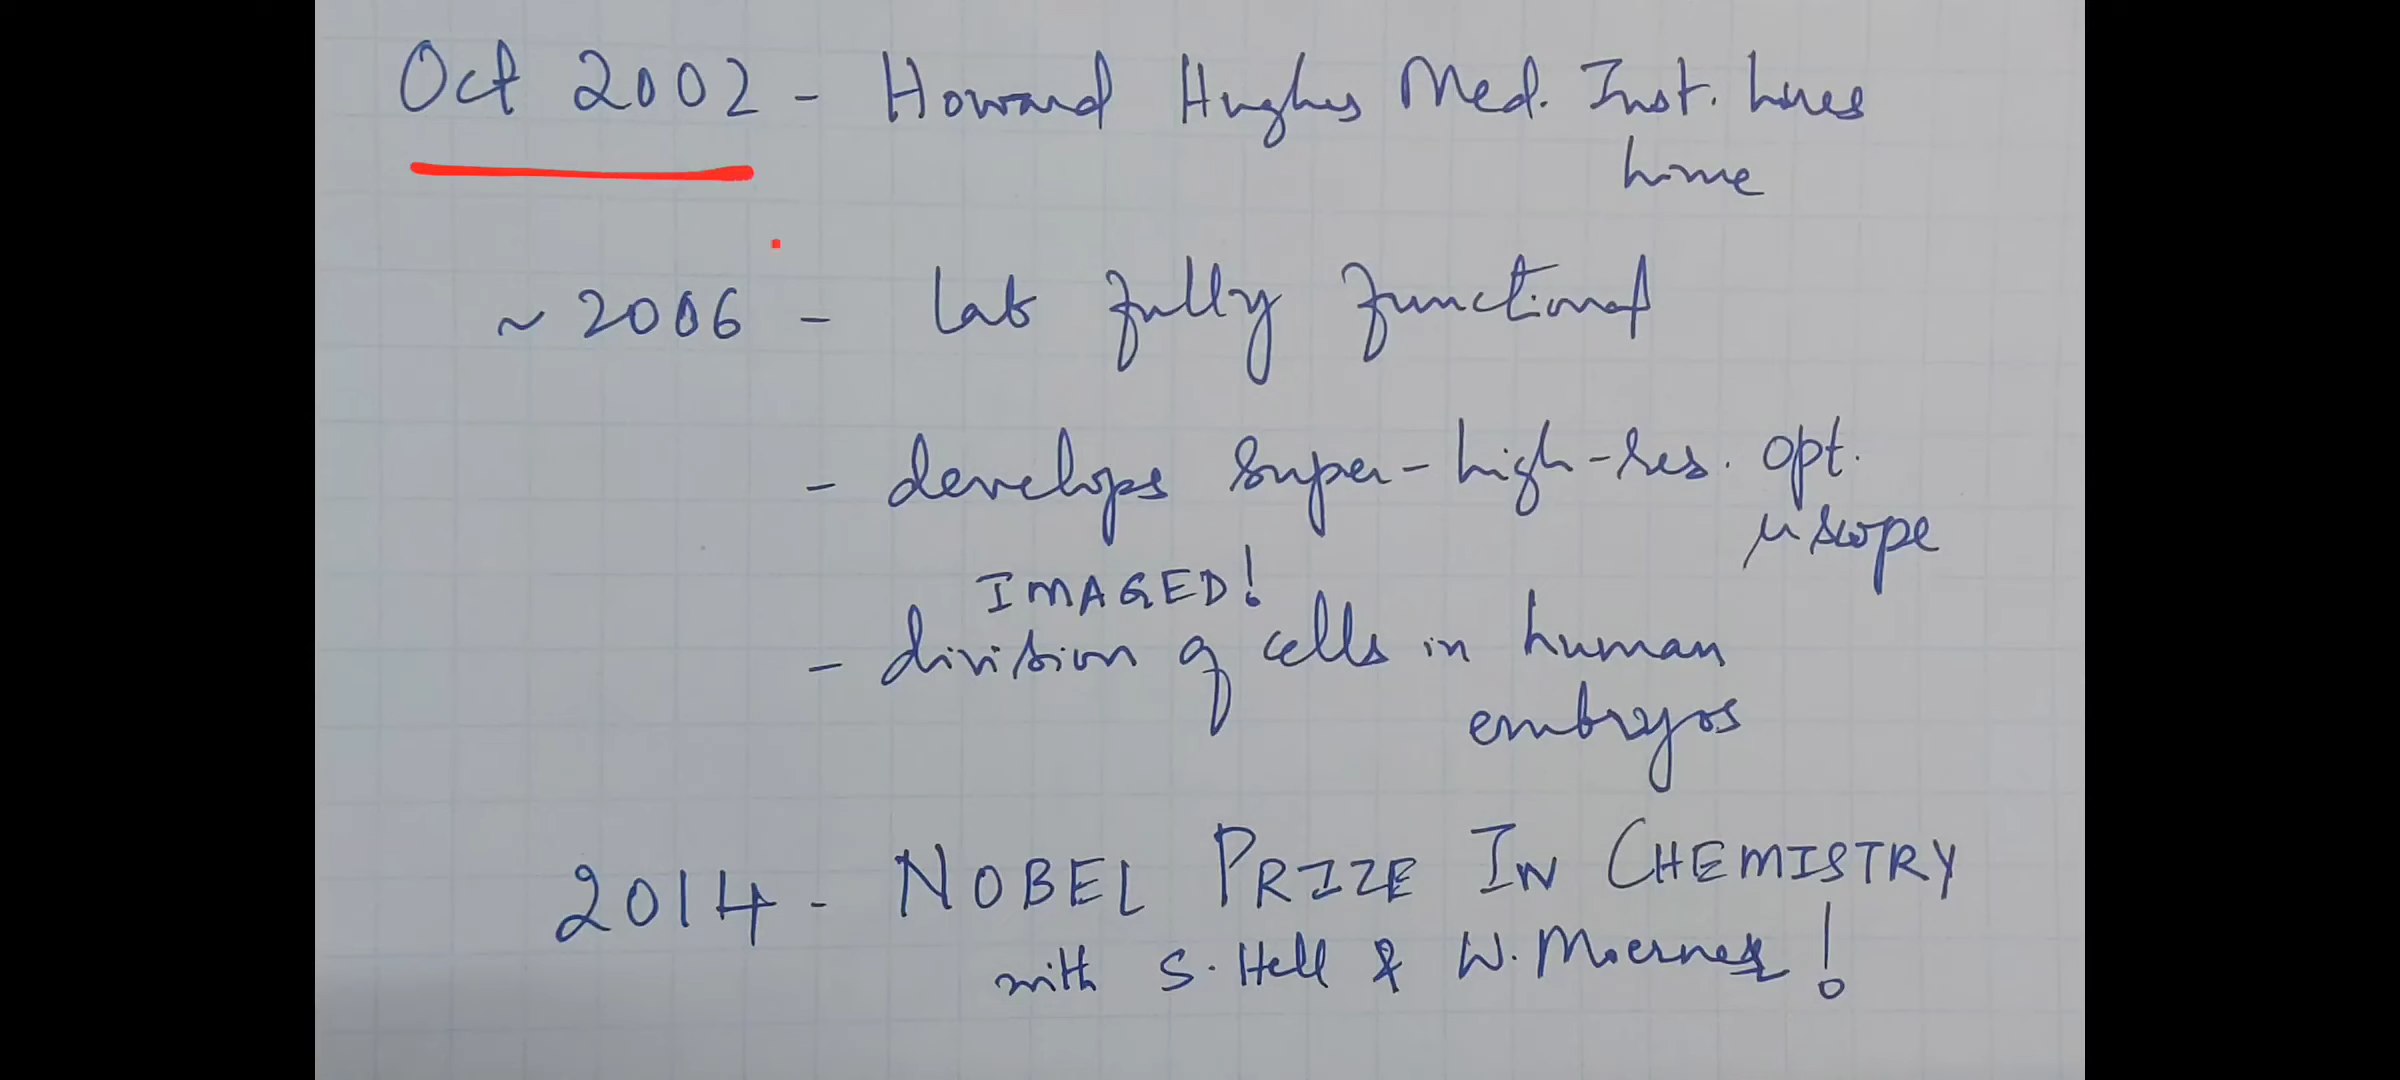 Oct 2002 - Howard Hughes Med. Inst. hires
hime
~ 2006 - lab fully functional
- develops super-high-res. opt.
μscope
IMAGED!
- division of cells in human
embryos
2014 - NOBEL PRIZE IN CHEMISTRY
with S. Hell & W. Moerner!